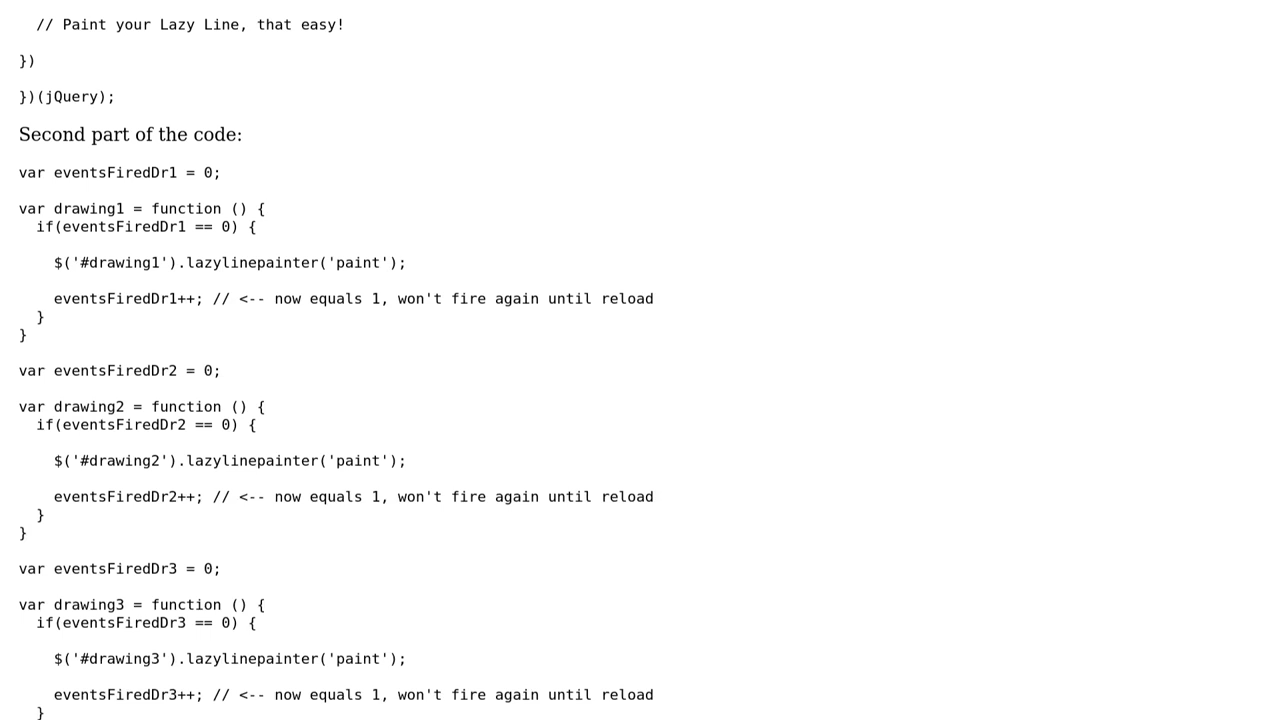 // Paint your Lazy Line, that easy!
})
})(jQuery);
Second part of the code:
var eventsFiredDr1 = 0;
var drawing1 = function () {
if(eventsFiredDr1 == 0) {
$('#drawing1').lazylinepainter('paint');
eventsFiredDr1++; // <-- now equals 1, won't fire again until reload
}
}
var eventsFiredDr2 = 0;
var drawing2 = function () {
if(eventsFiredDr2 == 0) {
$('#drawing2').lazylinepainter('paint');
eventsFiredDr2++; // <-- now equals 1, won't fire again until reload
}
}
var eventsFiredDr3 = 0;
var drawing3 = function () {
if(eventsFiredDr3 == 0) {
$('#drawing3').lazylinepainter('paint');
eventsFiredDr3++; // <-- now equals 1, won't fire again until reload
}